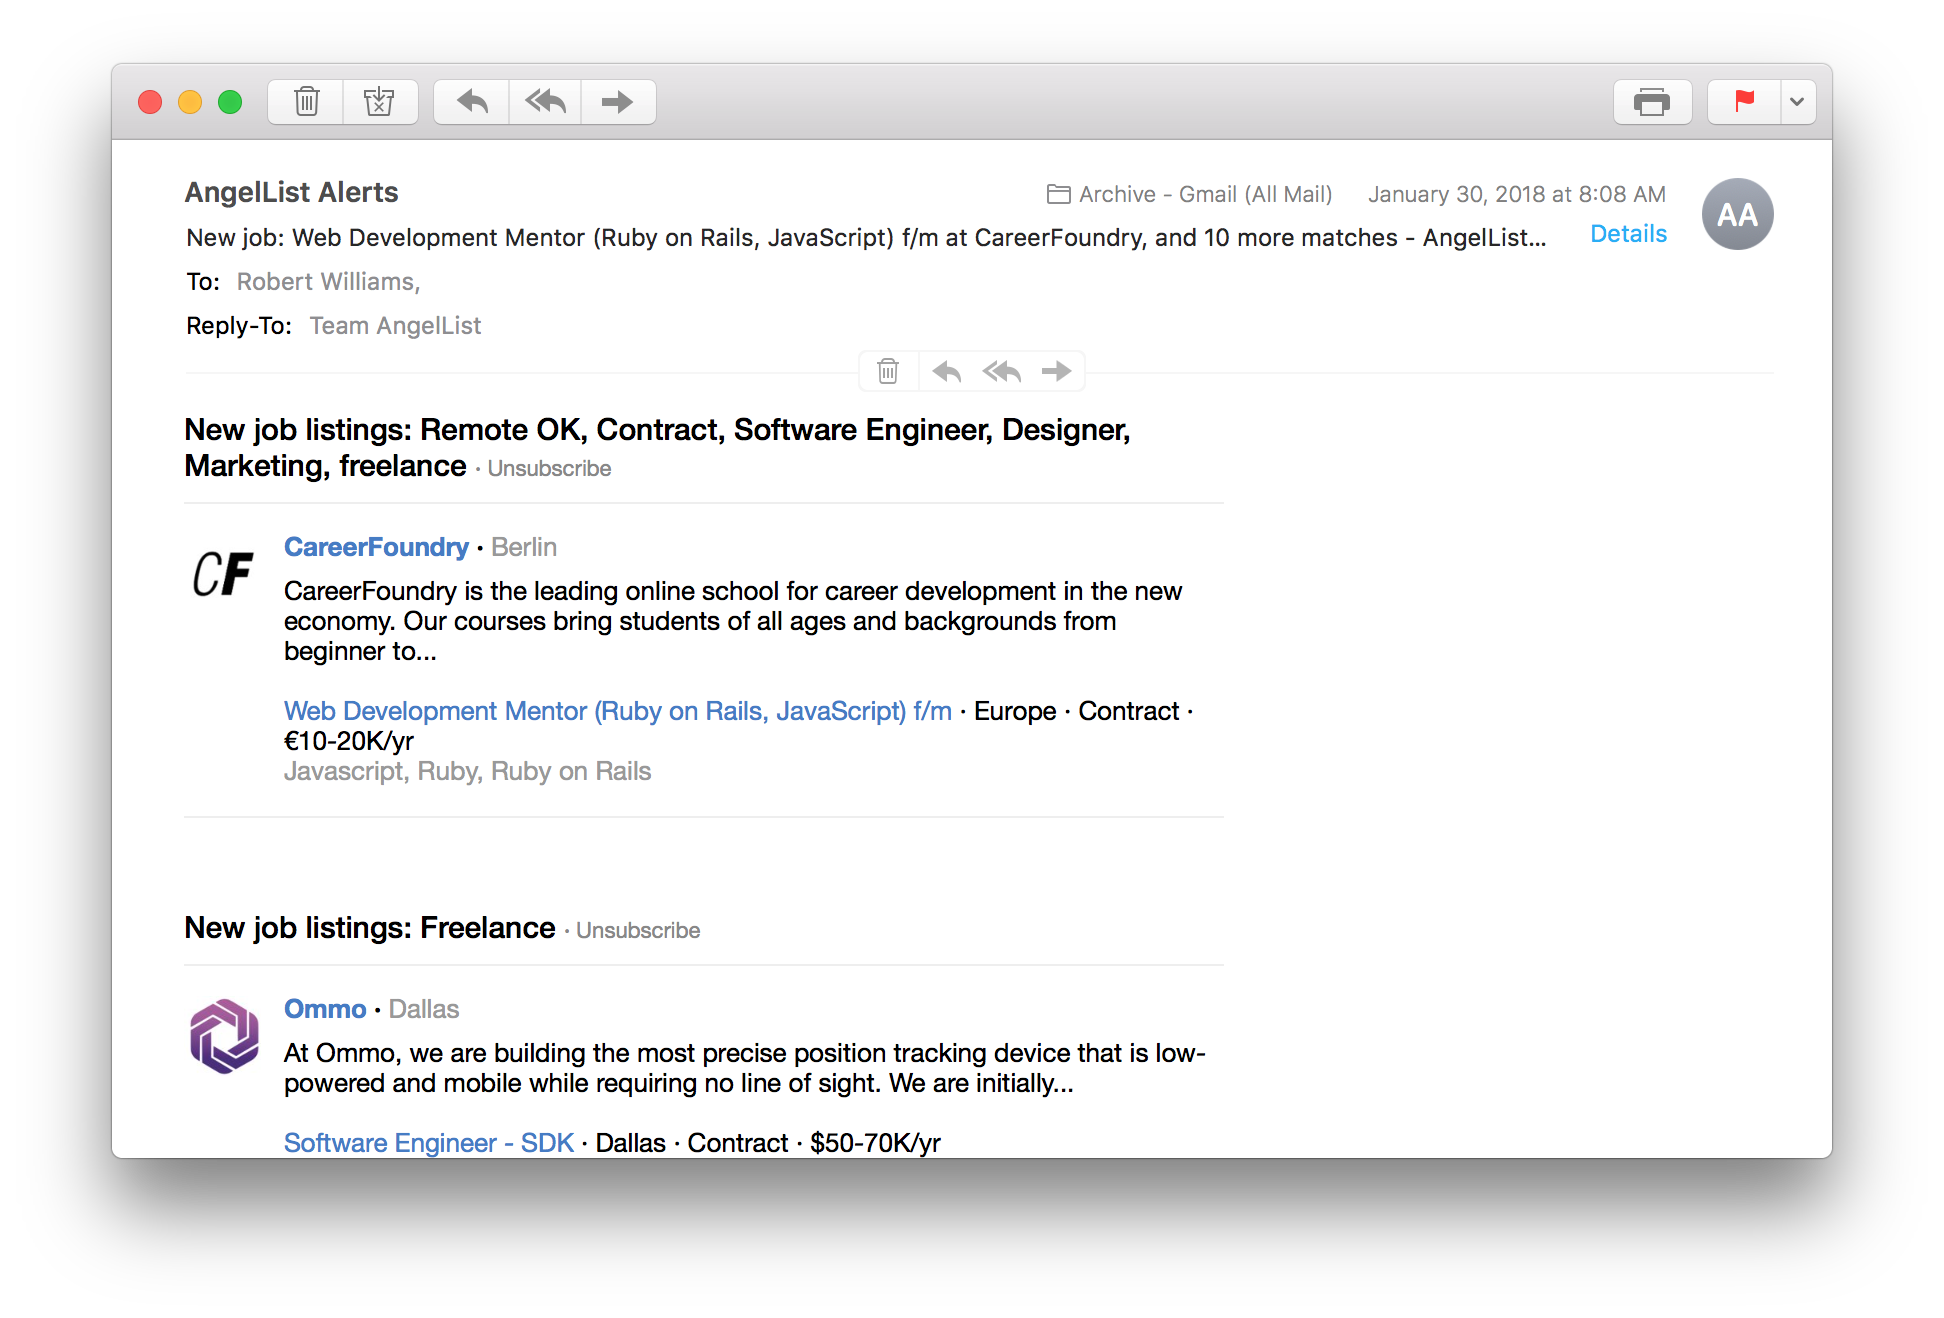 AngelList Alerts
Archive - Gmail (All Mail) January 30, 2018 at 8:08 AM
AA
New job: Web Development Mentor (Ruby on Rails, JavaScript) f/m at CareerFoundry, and 10 more matches - AngelList...
Details
To: Robert Williams,
Reply-To: Team AngelList
New job listings: Remote OK, Contract, Software Engineer, Designer,
Marketing, freelance · Unsubscribe
CF
CareerFoundry · Berlin
CareerFoundry is the leading online school for career development in the new
economy. Our courses bring students of all ages and backgrounds from
beginner to...
Web Development Mentor (Ruby on Rails, JavaScript) f/m · Europe · Contract ·
€10-20K/yr
Javascript, Ruby, Ruby on Rails
New job listings: Freelance · Unsubscribe
Ommo · Dallas
At Ommo, we are building the most precise position tracking device that is low-
powered and mobile while requiring no line of sight. We are initially...
Software Engineer - SDK · Dallas · Contract · $50-70K/yr